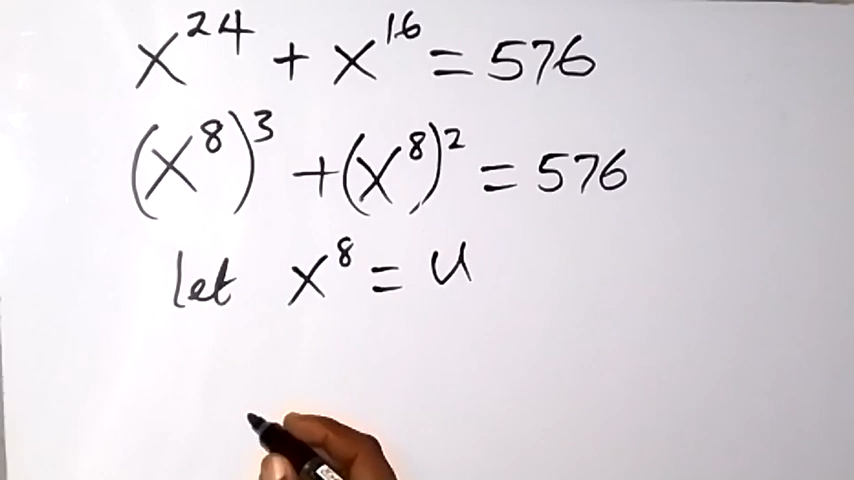 x^24 + x^16 = 576
(x^8)^3 + (x^8)^2 = 576
let x^8 = u